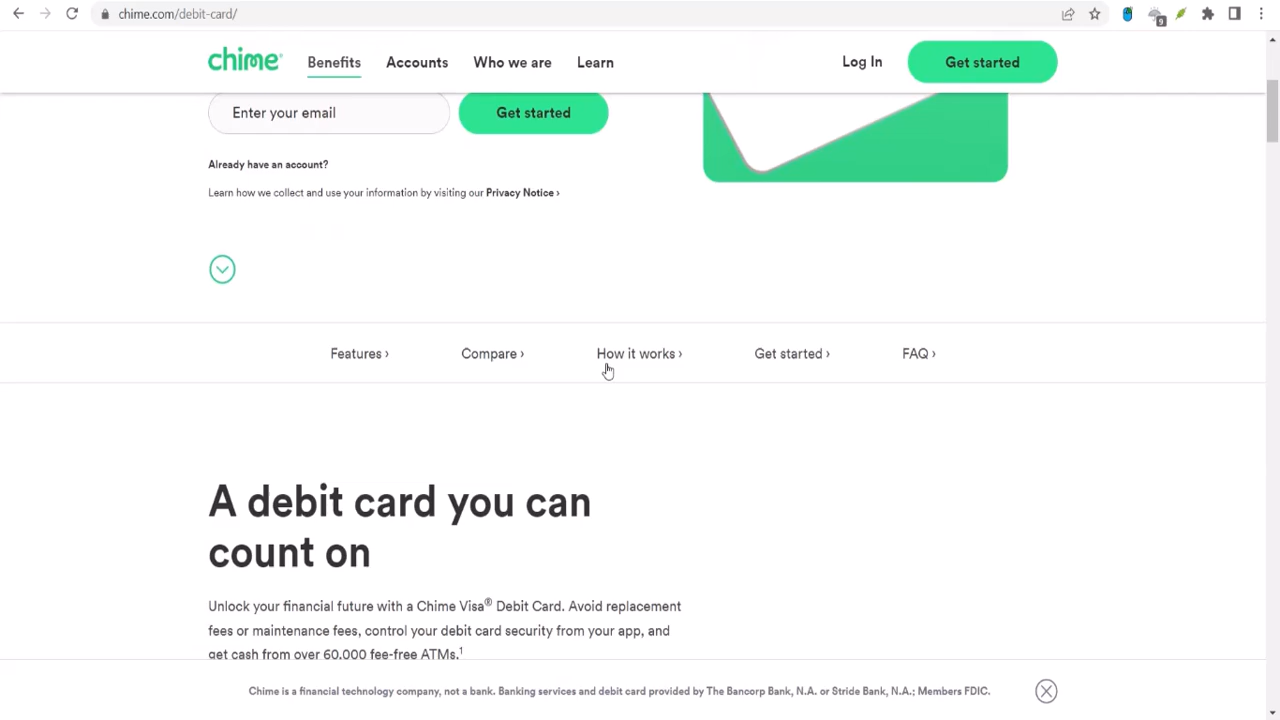 chime.com/debit-card/
9
chime
Benefits
Accounts
Who we are
Learn
Log In
Get started
Enter your email
Get started
Already have an account?
Learn how we collect and use your information by visiting our Privacy Notice ›
Features ›
Compare ›
How it works ›
Get started ›
FAQ ›
A debit card you can
count on
Unlock your financial future with a Chime Visa® Debit Card. Avoid replacement
fees or maintenance fees, control your debit card security from your app, and
get cash from over 60,000 fee-free ATMs.¹
Chime is a financial technology company, not a bank. Banking services and debit card provided by The Bancorp Bank, N.A. or Stride Bank, N.A.; Members FDIC.